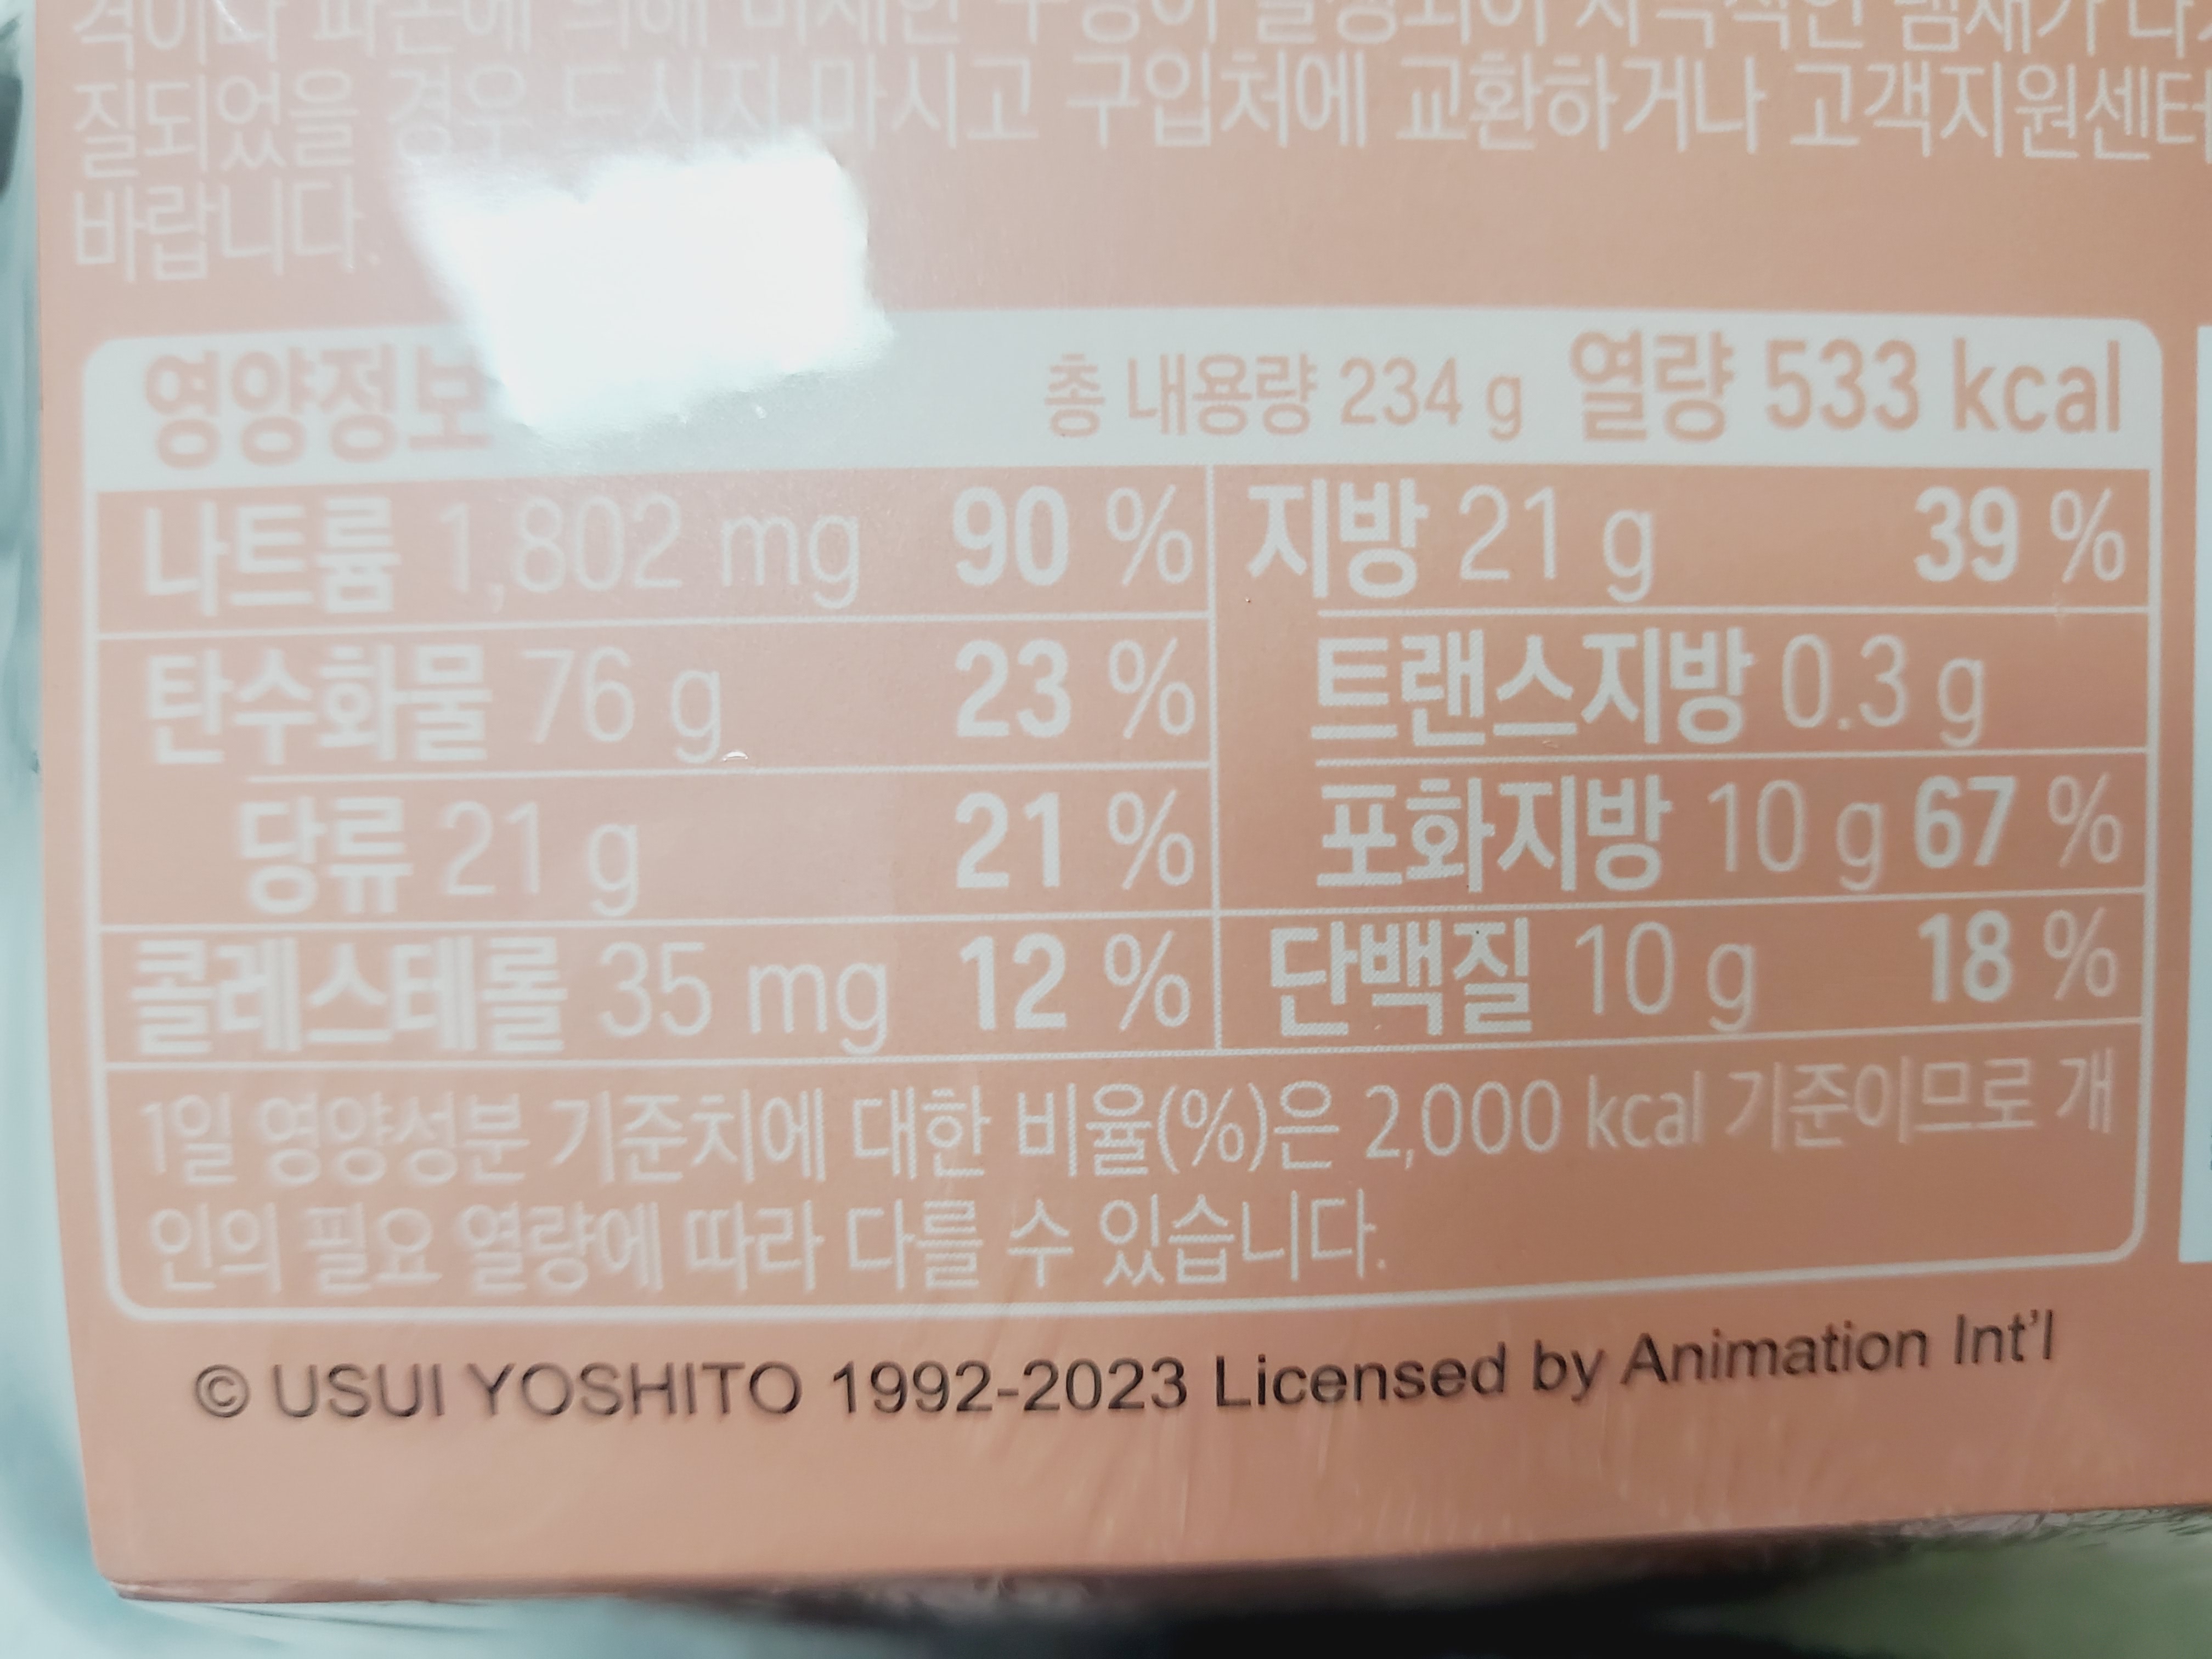 질되었을 경우 드시지 마시고 구입처에 교환하거나 고객지원센터
바랍니다.
영양정보 총 내용량 234 g 열량 533 kcal
나트륨 1,802 mg 90 % 지방 21 g 39 %
탄수화물 76 g 23 % 트랜스지방 0.3 g
당류 21 g 21 % 포화지방 10 g 67 %
콜레스테롤 35 mg 12 % 단백질 10 g 18 %
1일 영양성분 기준치에 대한 비율(%)은 2,000 kcal 기준이므로 개
인의 필요 열량에 따라 다를 수 있습니다.
© USUI YOSHITO 1992-2023 Licensed by Animation Int'l